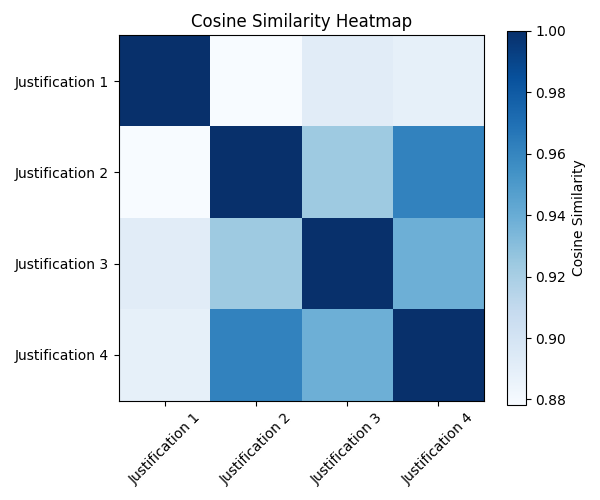 Cosine Similarity Heatmap
Justification 1
Justification 2
Justification 3
Justification 4
Justification 1
Justification 2
Justification 3
Justification 4
1.00
0.98
0.96
0.94
0.92
0.90
0.88
Cosine Similarity